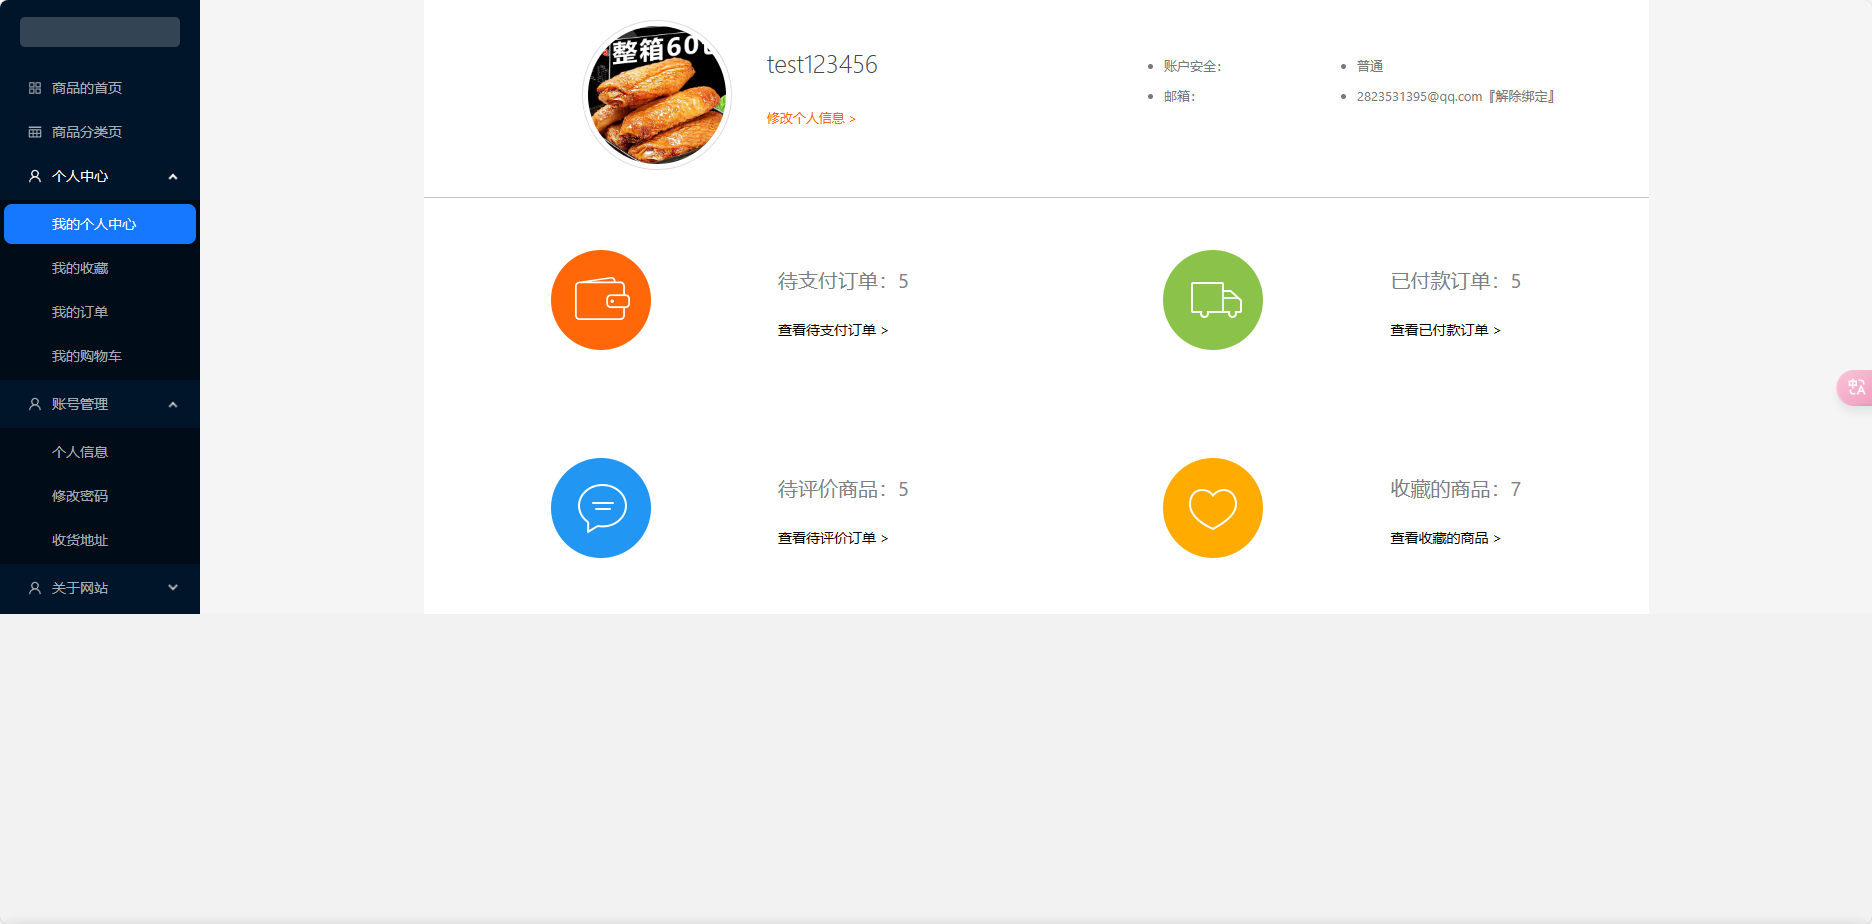 商品的首页
商品分类页
个人中心
我的个人中心
我的收藏
我的订单
我的购物车
账号管理
个人信息
修改密码
收货地址
关于网站
整箱60
test123456
修改个人信息 >
账户安全：
普通
邮箱：
2823531395@qq.com『解除绑定』
待支付订单：5
查看待支付订单 >
已付款订单：5
查看已付款订单 >
待评价商品：5
查看待评价订单 >
收藏的商品：7
查看收藏的商品 >